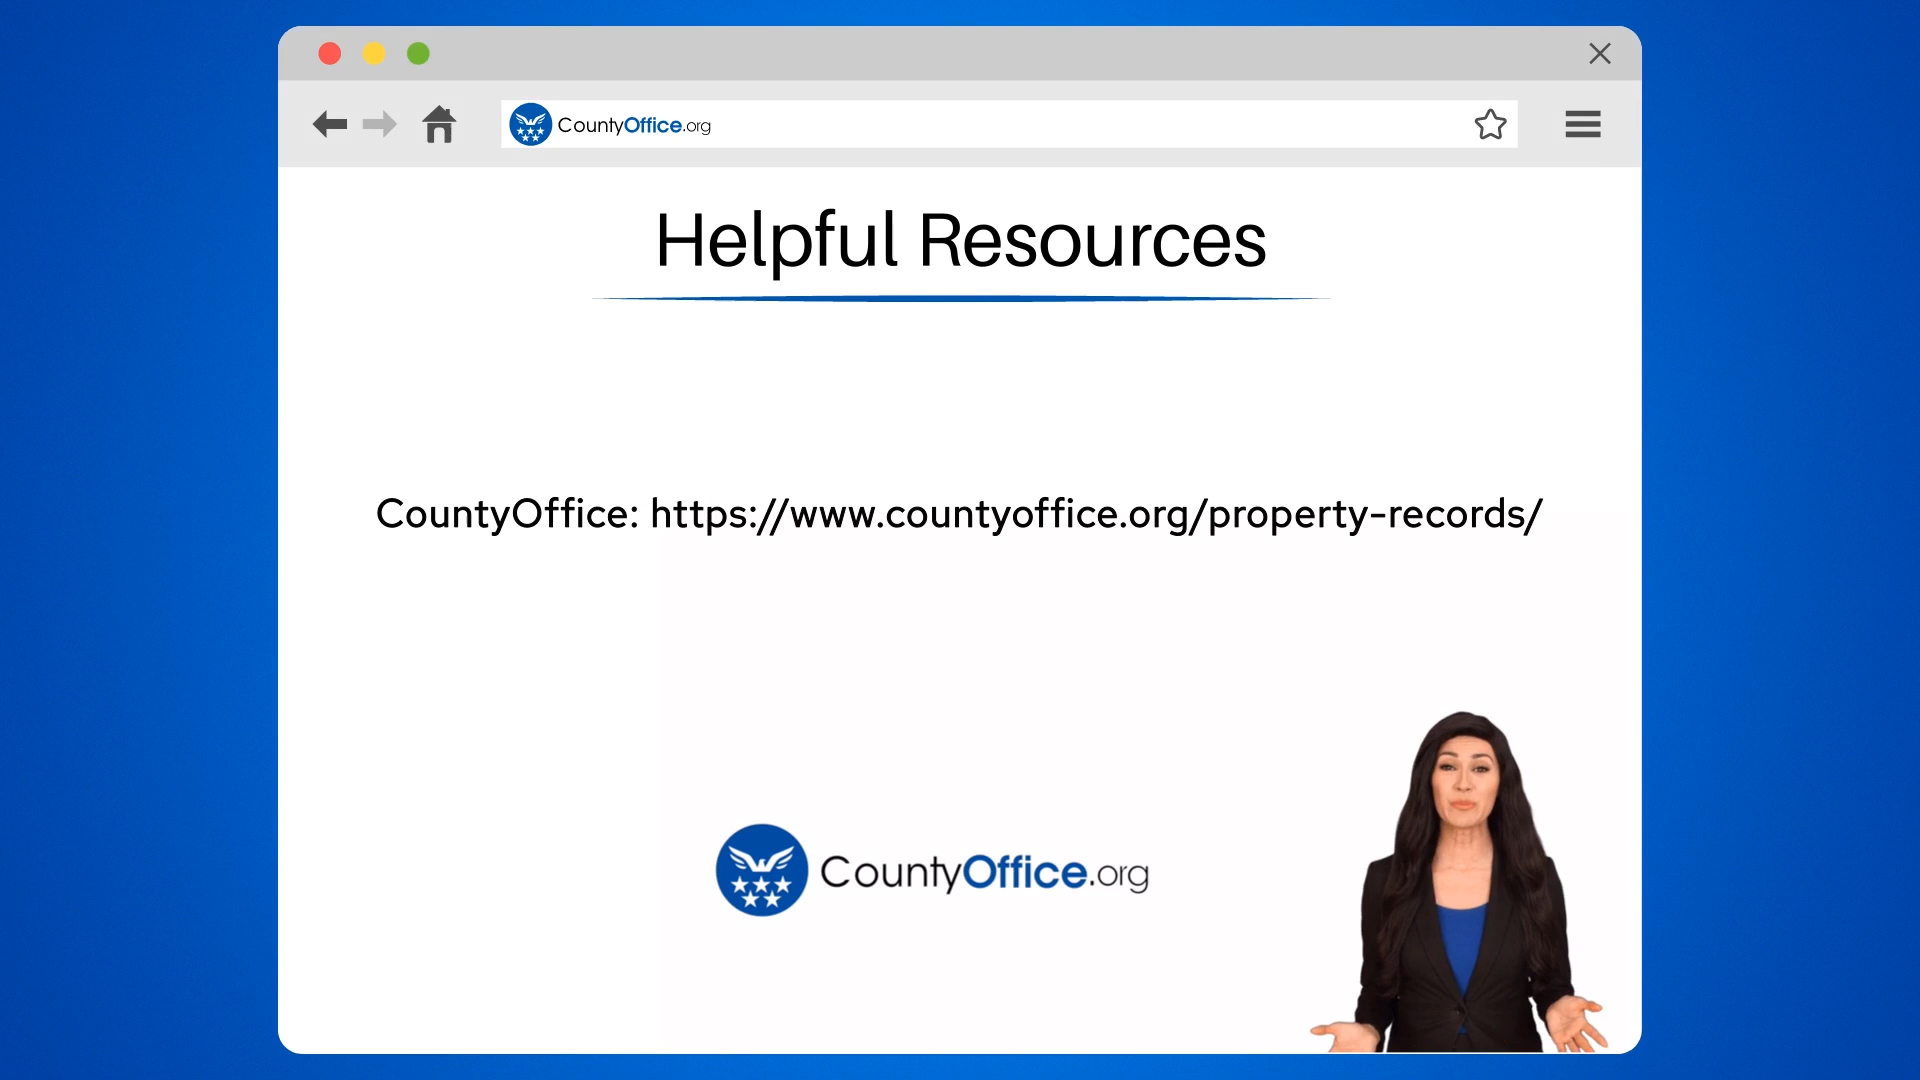 CountyOffice.org
Helpful Resources
CountyOffice: https://www.countyoffice.org/property-records/
CountyOffice.org